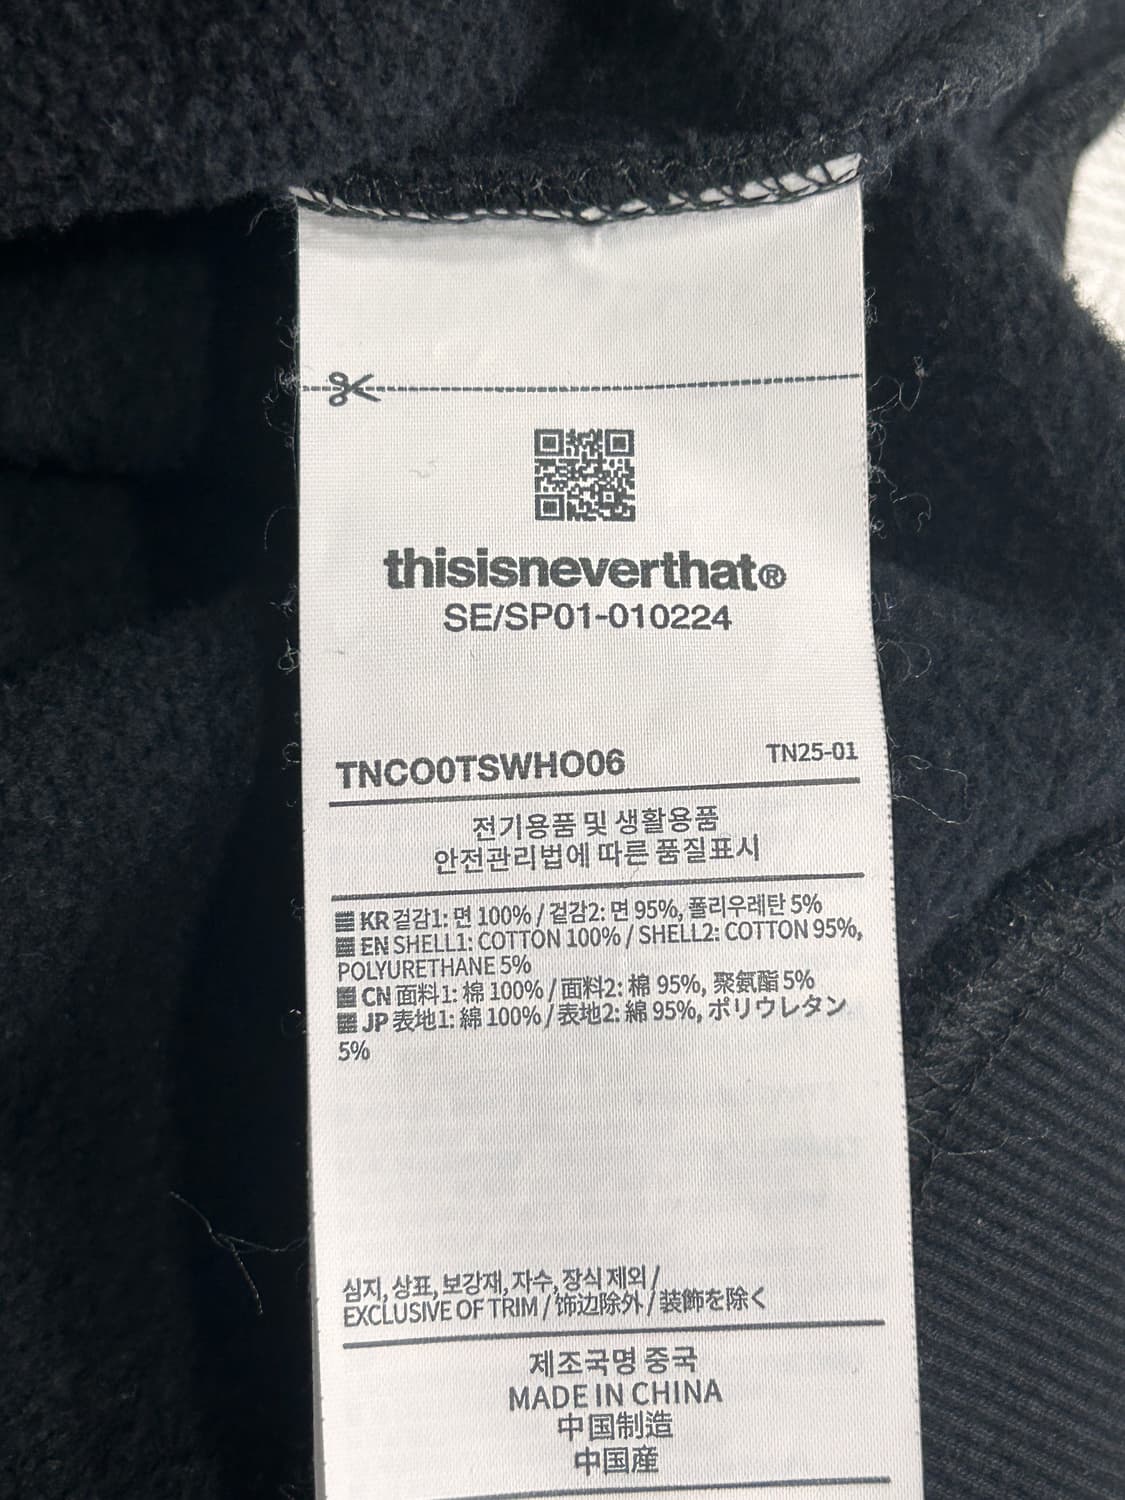 thisisneverthat®
SE/SP01-010224
TNCO0TSWHO06 TN25-01
전기용품 및 생활용품
안전관리법에 따른 품질표시
KR 겉감1: 면 100% / 겉감2: 면 95%, 폴리우레탄 5%
EN SHELL1: COTTON 100% / SHELL2: COTTON 95%,
POLYURETHANE 5%
CN 面料1: 棉 100% / 面料2: 棉 95%, 聚氨酯 5%
JP 表地1: 綿 100% / 表地2: 綿 95%, ポリウレタン
5%
심지, 상표, 보강재, 자수, 장식 제외 /
EXCLUSIVE OF TRIM / 饰边除外 / 装飾を除く
제조국명 중국
MADE IN CHINA
中国制造
中国産